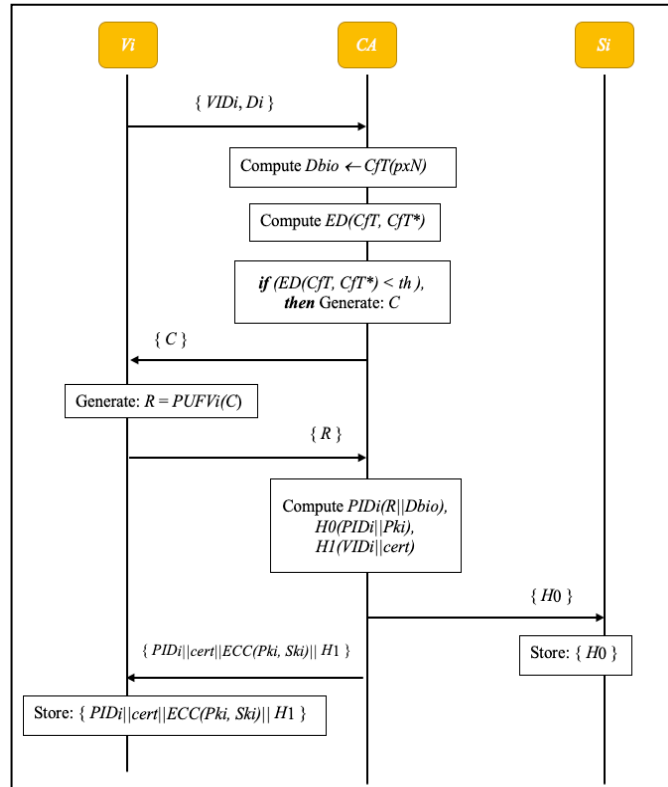 Vi
CA
Si
{ VIDi, Di }
Compute Dbio ← CfT(pxN)
Compute ED(CfT, CfT*)
if (ED(CfT, CfT*) < th ),
then Generate: C
{ C }
Generate: R = PUFVi(C)
{ R }
Compute PIDi(R||Dbio),
H0(PIDi||Pki),
H1(VIDi||cert)
{ H0 }
{ PIDi||cert||ECC(Pki, Ski)|| H1 }
Store: { H0 }
Store: { PIDi||cert||ECC(Pki, Ski)|| H1 }